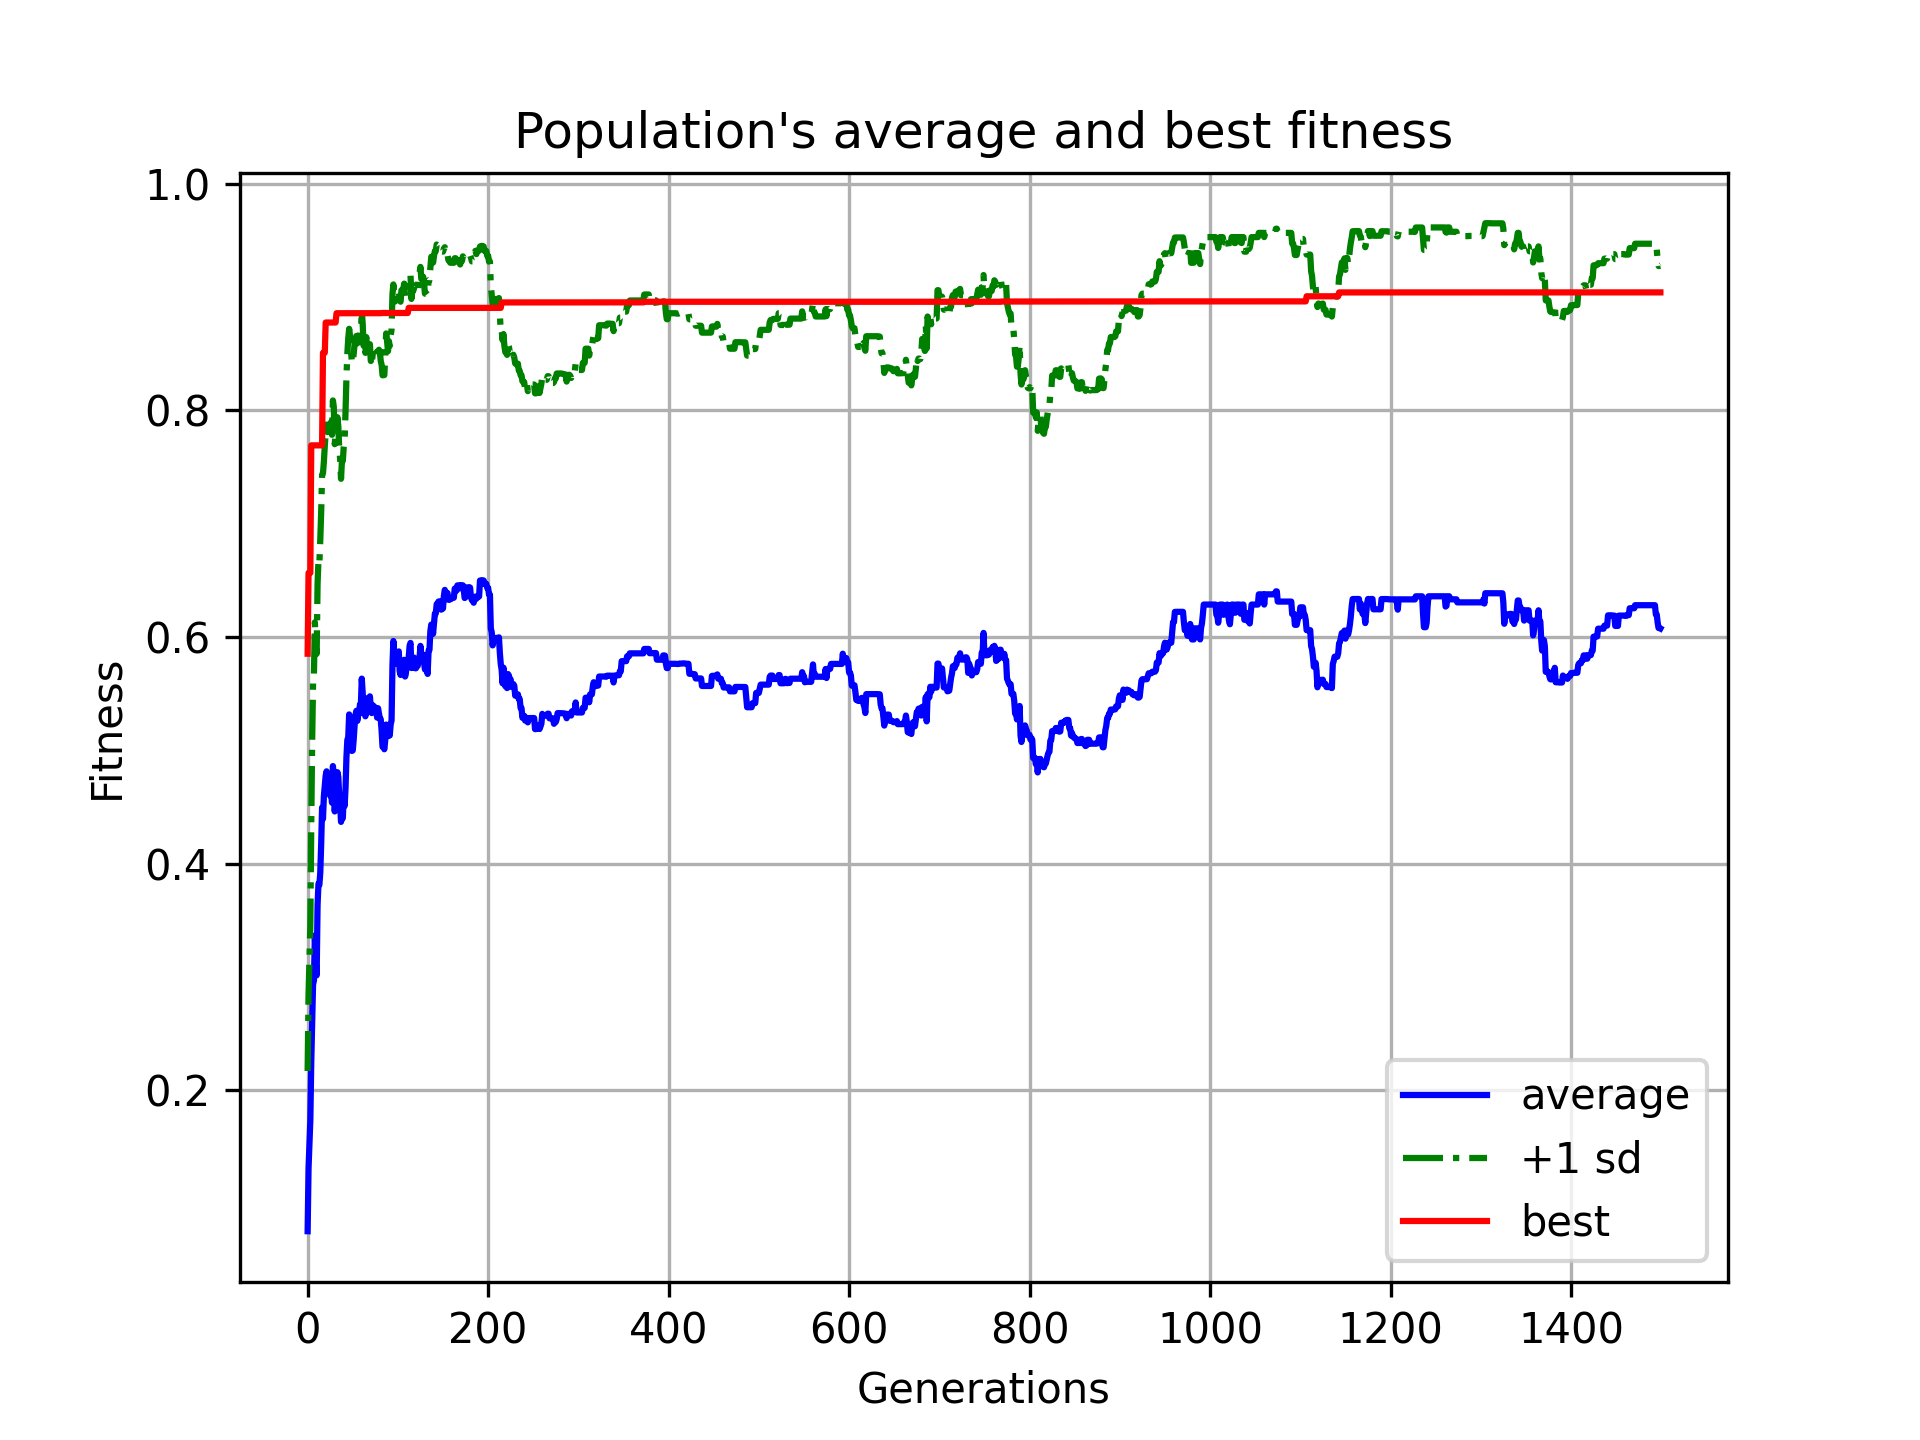 Population's average and best fitness
1.0
0.8
0.6
0.4
0.2
Fitness
0 200 400 600 800 1000 1200 1400
Generations
average
+1 sd
best